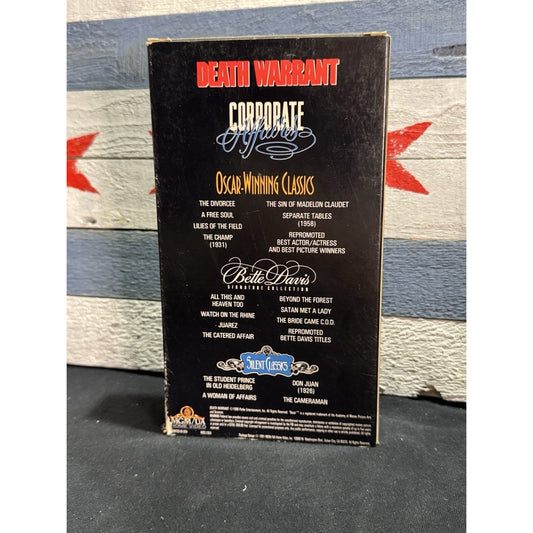 DEATH WARRANT
CORPORATE
Affairs
OSCAR-WINNING CLASSICS
THE DIVORCEE
A FREE SOUL
LILIES OF THE FIELD
THE CHAMP
(1931)
THE SIN OF MADELON CLAUDET
SEPARATE TABLES
(1958)
REPROMOTED
BEST ACTOR/ACTRESS
AND BEST PICTURE WINNERS
Bette Davis
SIGNATURE COLLECTION
ALL THIS AND
HEAVEN TOO
WATCH ON THE RHINE
JUAREZ
THE CATERED AFFAIR
BEYOND THE FOREST
SATAN MET A LADY
THE BRIDE CAME C.O.D.
REPROMOTED
BETTE DAVIS TITLES
SILENT CLASSICS
THE STUDENT PRINCE
IN OLD HEIDELBERG
A WOMAN OF AFFAIRS
DON JUAN
(1926)
THE CAMERAMAN
MGM/UA
HOME VIDEO